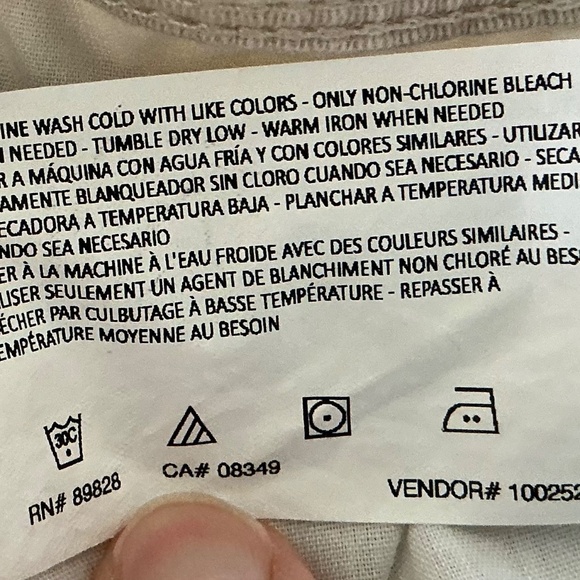 INE WASH COLD WITH LIKE COLORS - ONLY NON-CHLORINE BLEACH
N NEEDED - TUMBLE DRY LOW - WARM IRON WHEN NEEDED
R A MÁQUINA CON AGUA FRÍA Y CON COLORES SIMILARES - UTILIZAR
AMENTE BLANQUEADOR SIN CLORO CUANDO SEA NECESARIO - SECA
ECADORA A TEMPERATURA BAJA - PLANCHAR A TEMPERATURA MEDI
NDO SEA NECESARIO
ER À LA MACHINE À L'EAU FROIDE AVEC DES COULEURS SIMILAIRES -
LISER SEULEMENT UN AGENT DE BLANCHIMENT NON CHLORÉ AU BES
ÉCHER PAR CULBUTAGE À BASSE TEMPÉRATURE - REPASSER À
EMPÉRATURE MOYENNE AU BESOIN
30C
RN# 89828
CA# 08349
VENDOR# 100252